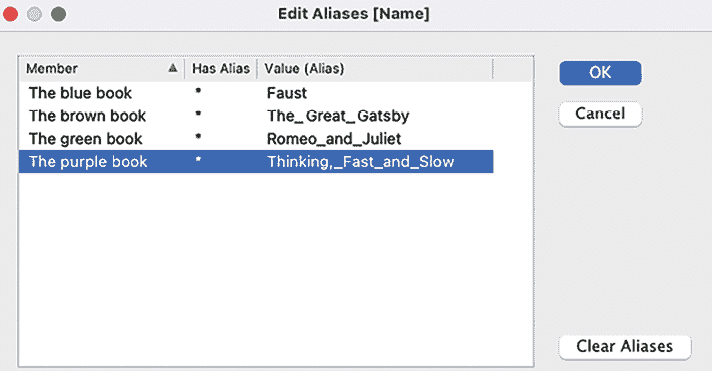 Edit Aliases [Name]
Member Has Alias Value (Alias)
The blue book * Faust
The brown book * The_Great_Gatsby
The green book * Romeo_and_Juliet
The purple book * Thinking,_Fast_and_Slow
OK
Cancel
Clear Aliases